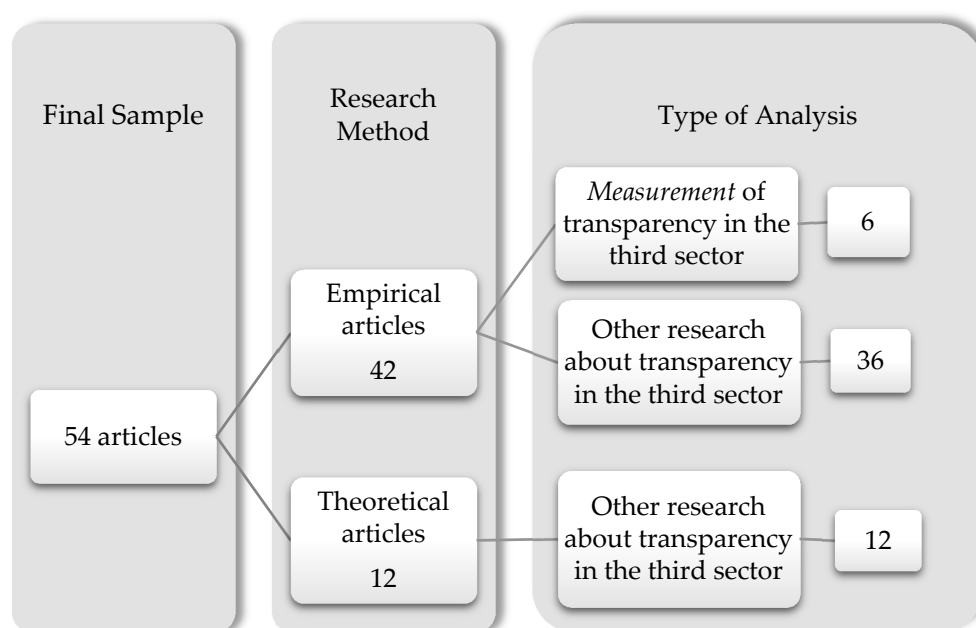 Final Sample
54 articles
Research
Method
Empirical
articles
42
Theoretical
articles
12
Type of Analysis
Measurement of
transparency in the
third sector
6
Other research
about transparency
in the third sector
36
Other research
about transparency
in the third sector
12